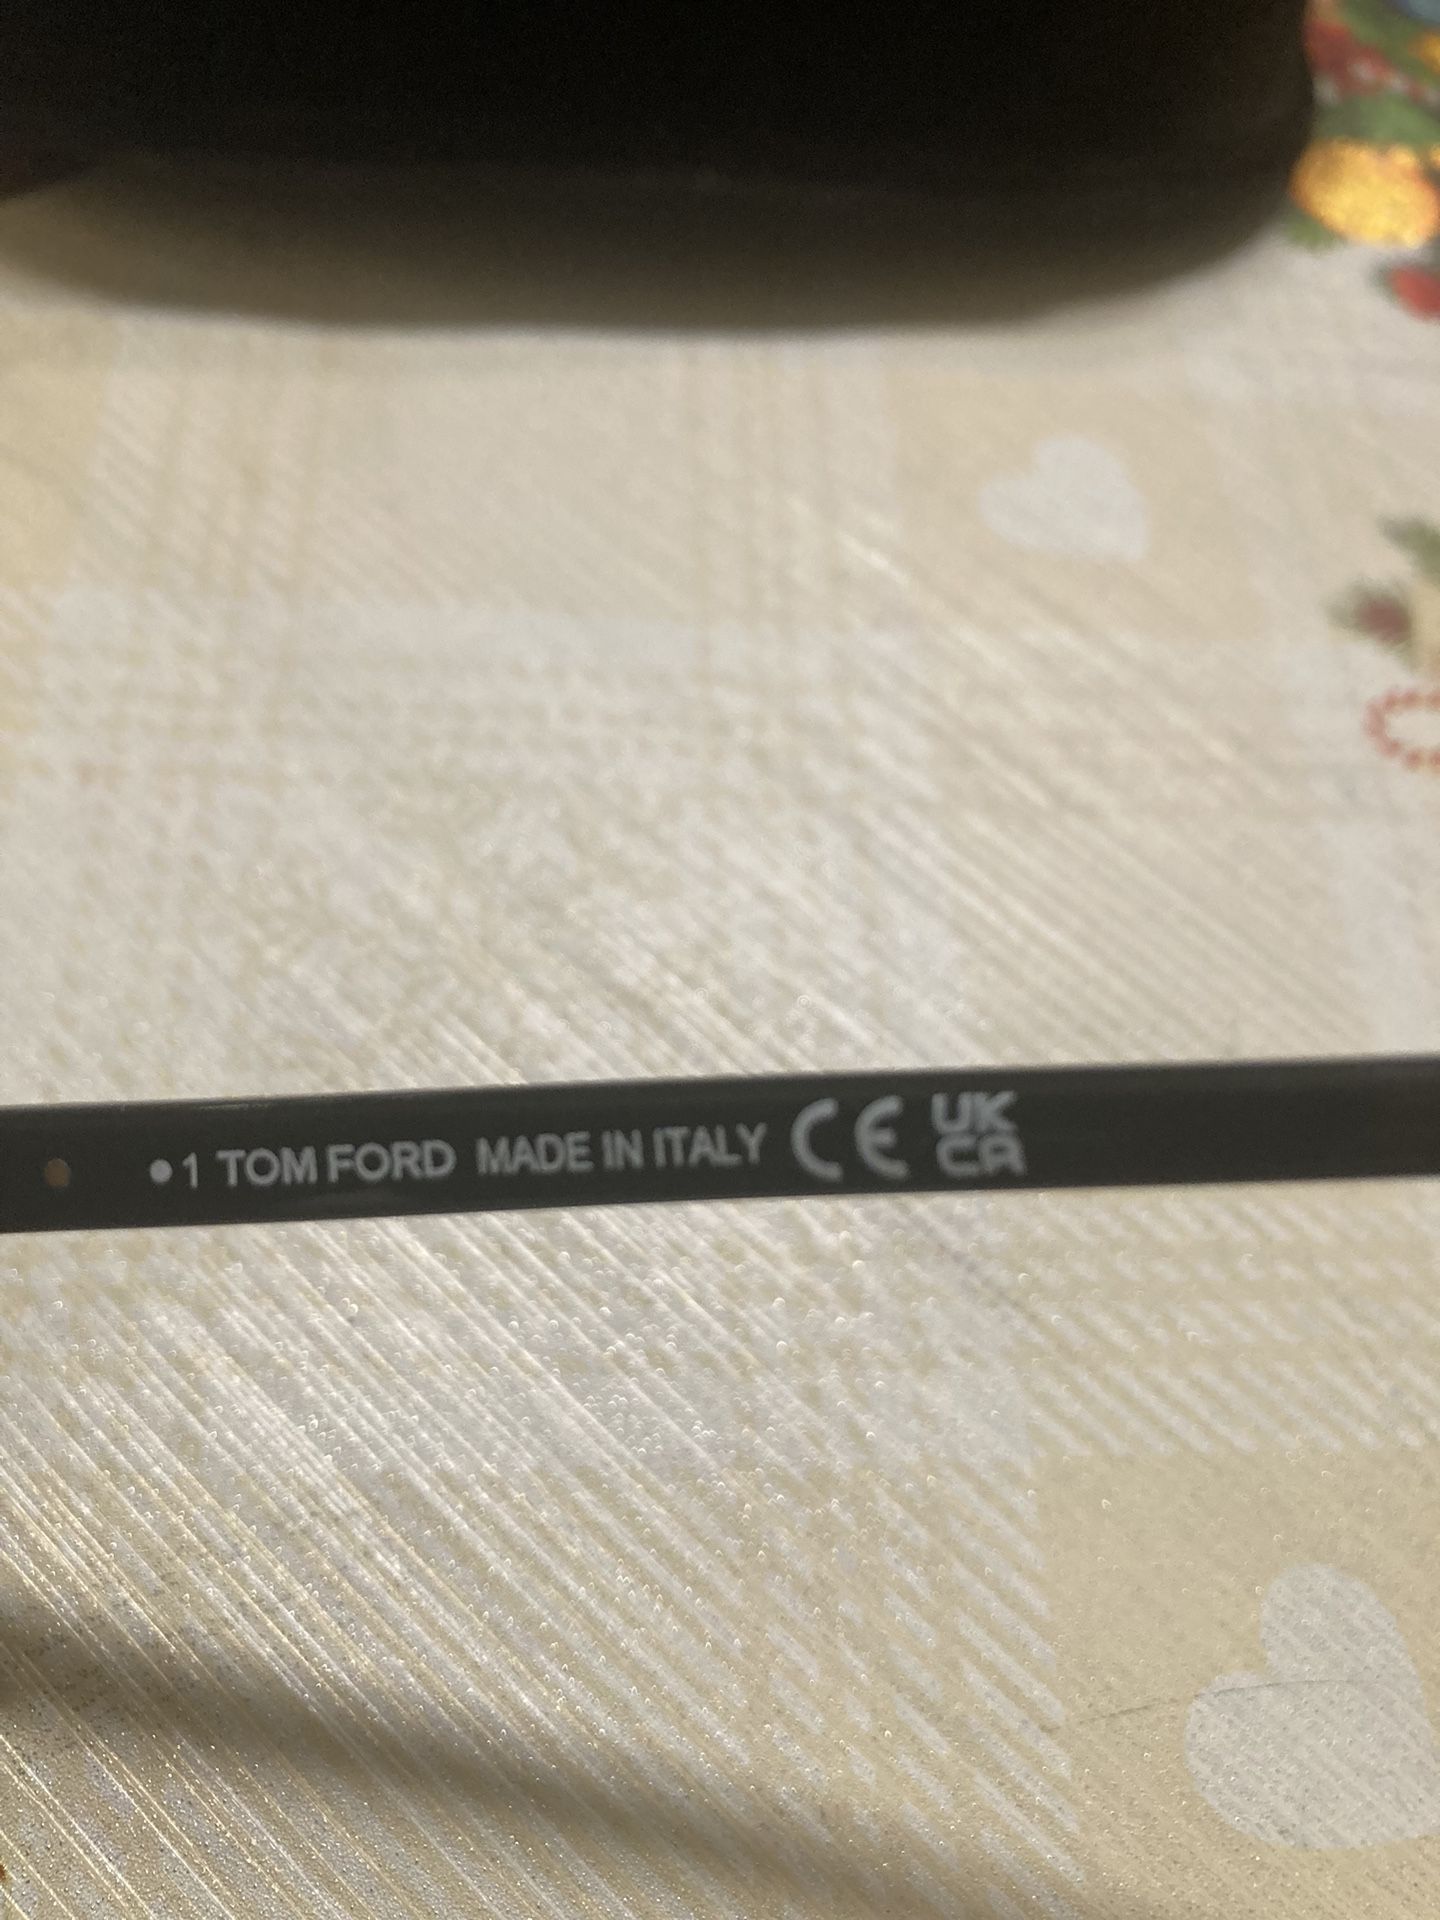 •1 TOM FORD MADE IN ITALY CE UK
CA